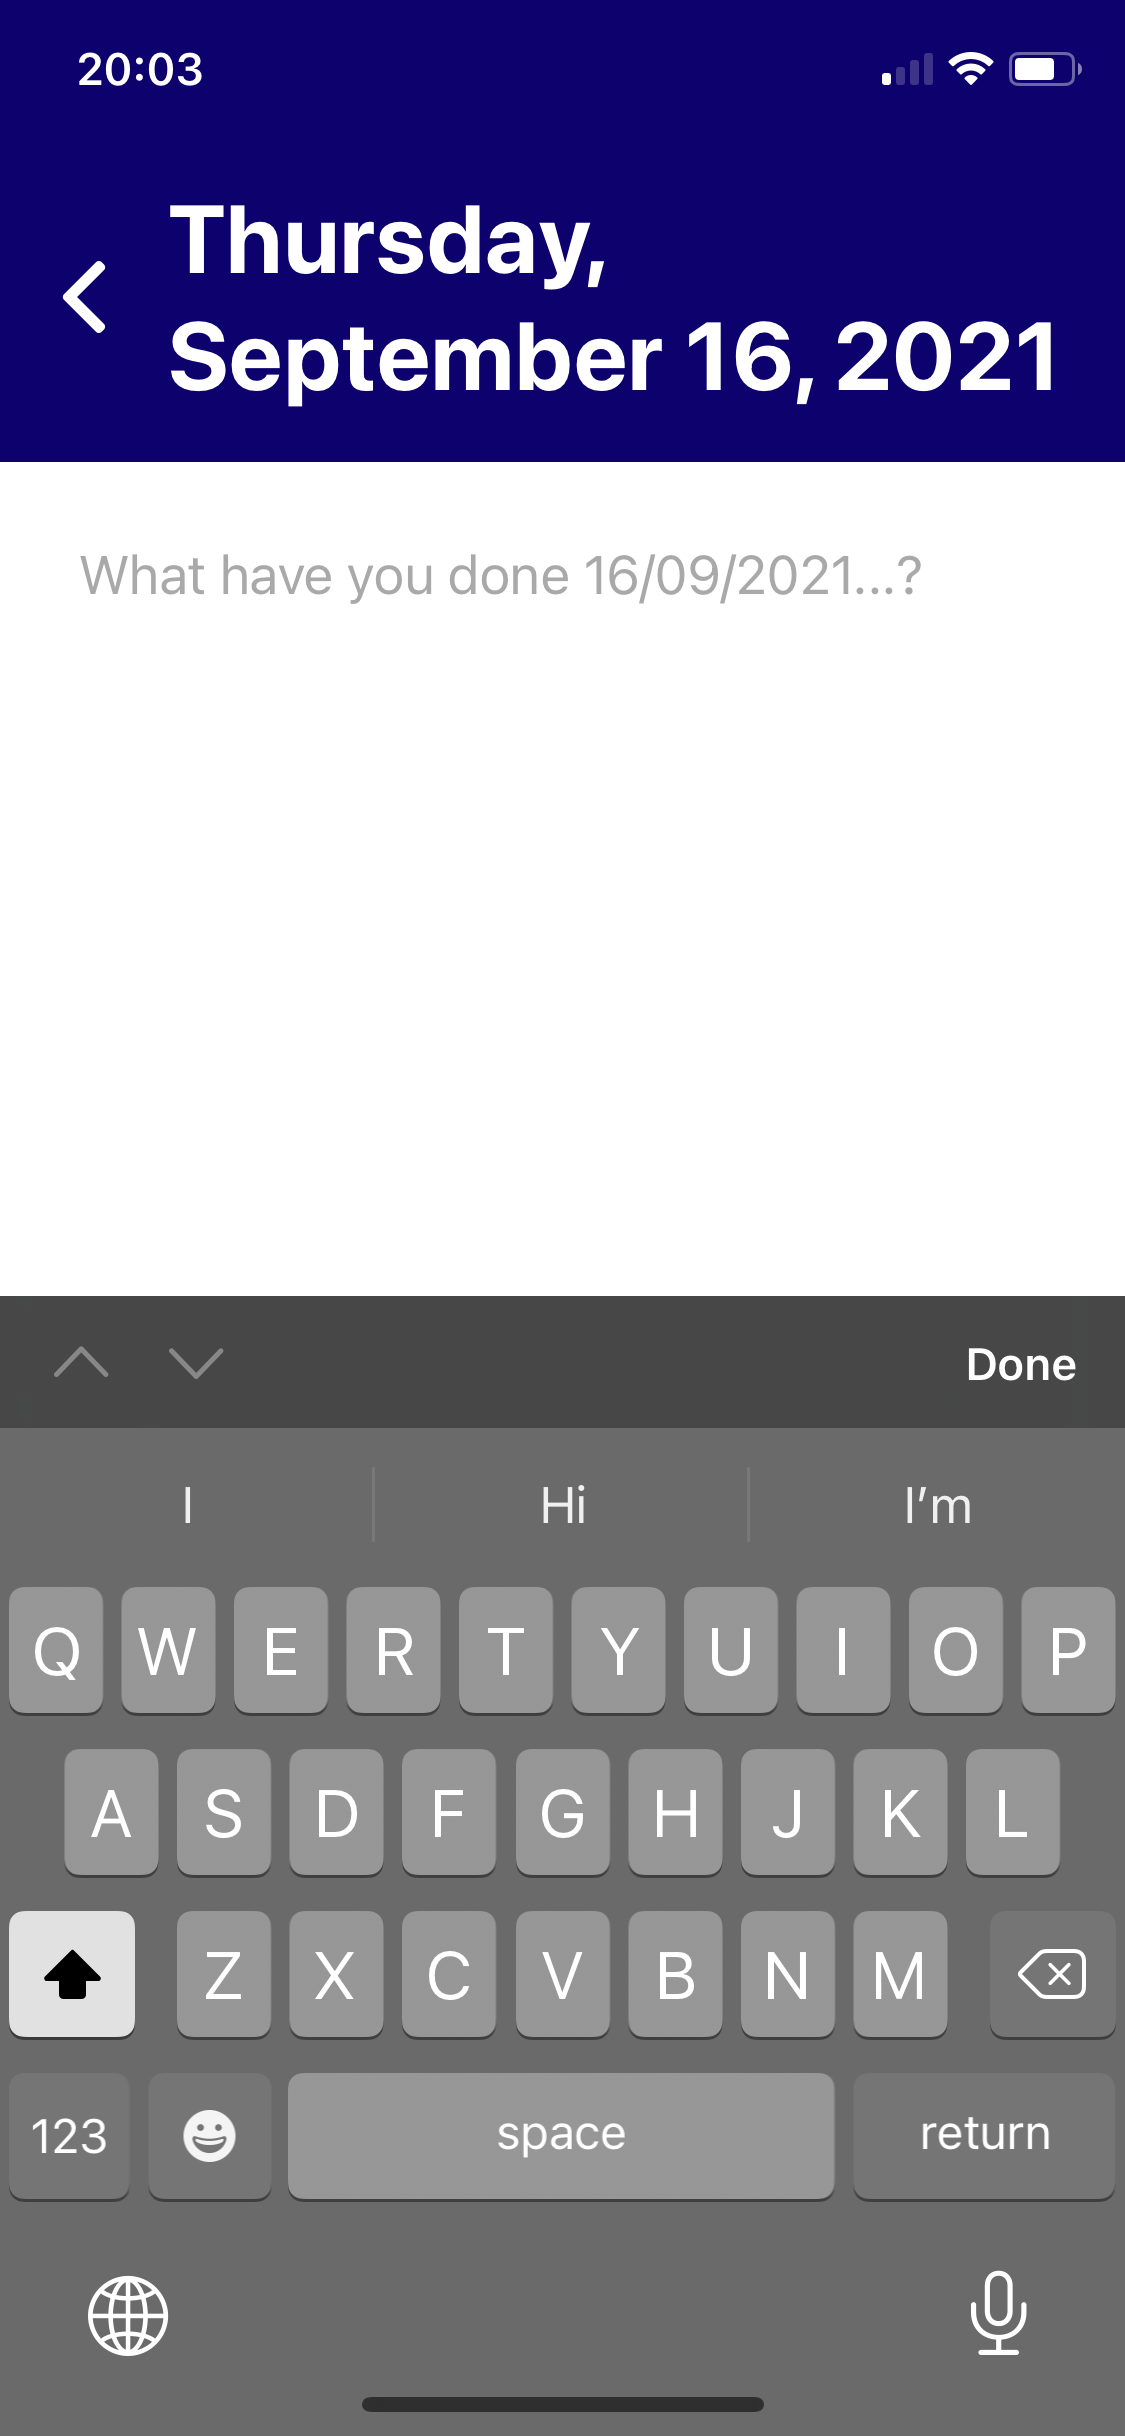 20:03
Thursday,
September 16, 2021
What have you done 16/09/2021...?
Done
I Hi I’m
Q W E R T Y U I O P
A S D F G H J K L
Z X C V B N M
123 space return